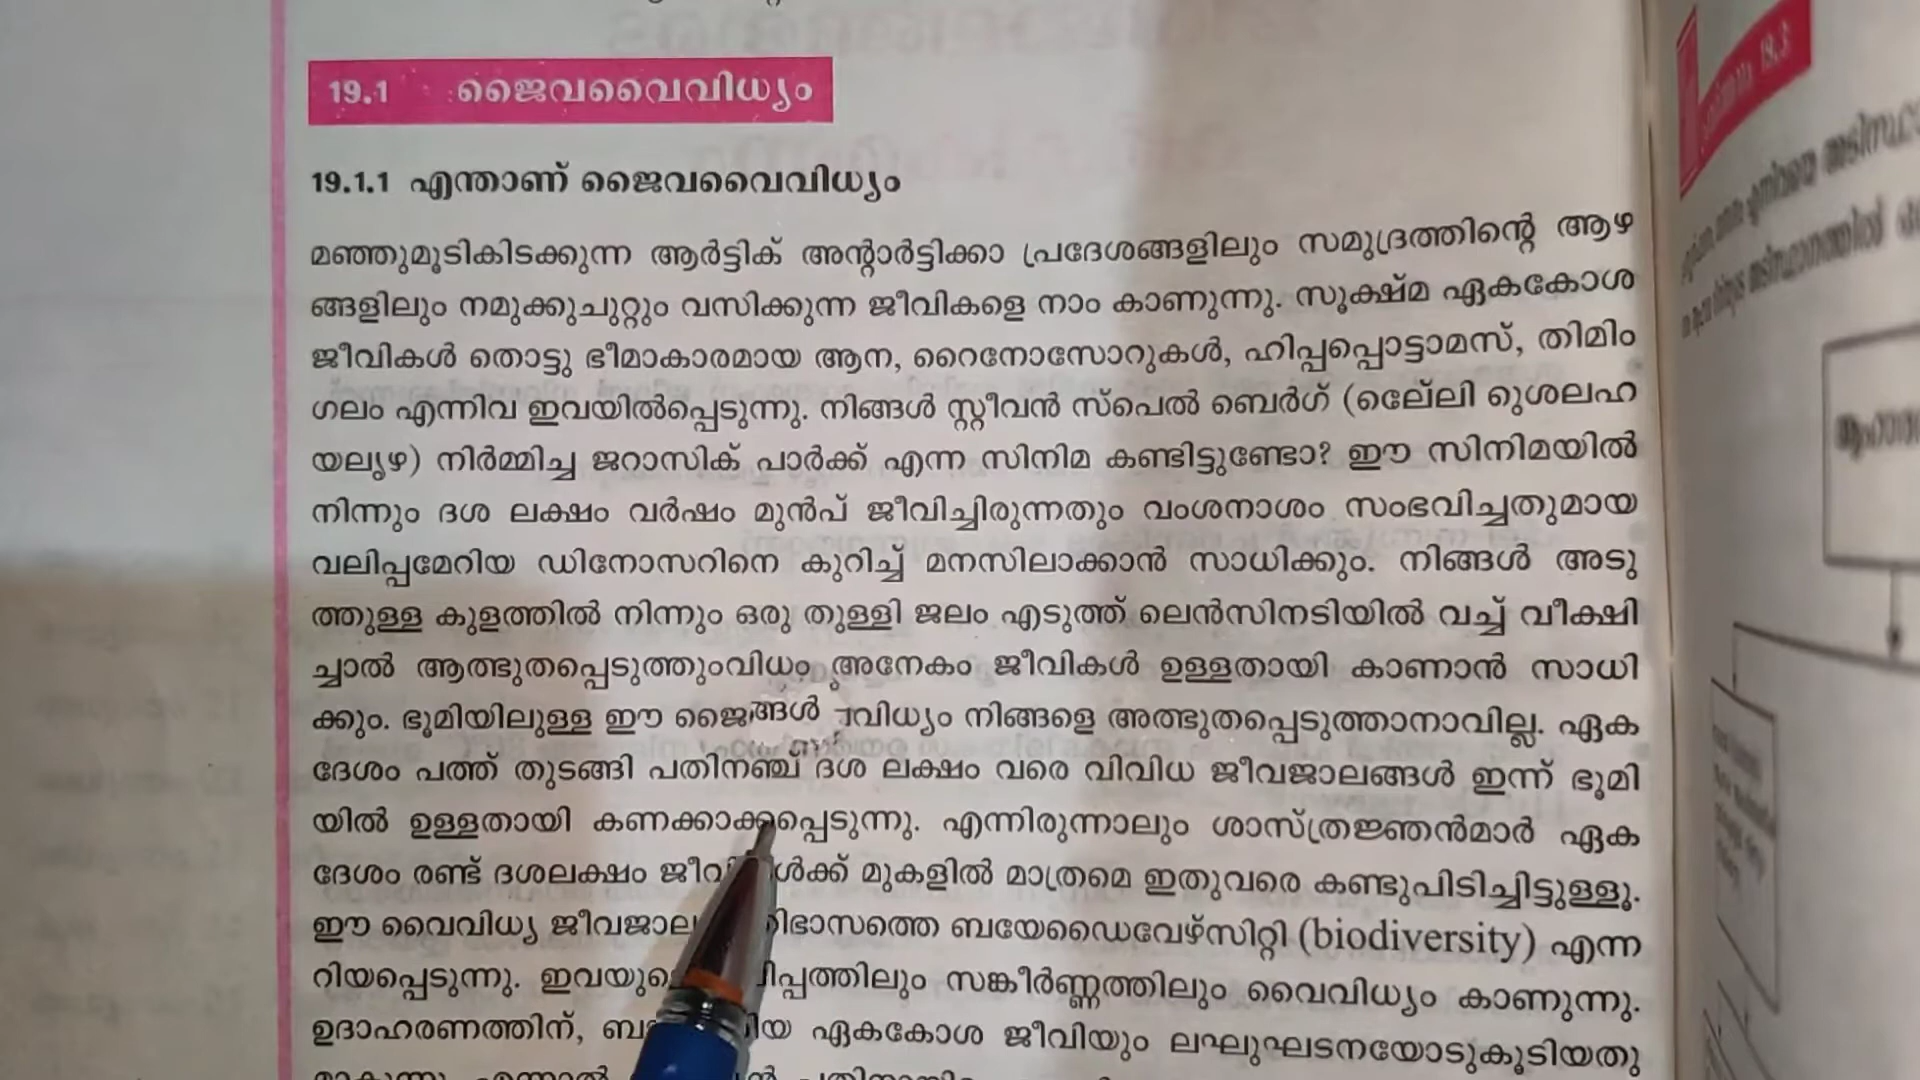 19.1 ജൈവവൈവിധ്യം
19.1.1 എന്താണ് ജൈവവൈവിധ്യം
മഞ്ഞുമൂടികിടക്കുന്ന ആർട്ടിക് അന്റാർട്ടിക്കാ പ്രദേശങ്ങളിലും സമുദ്രത്തിന്റെ ആഴ
ങ്ങളിലും നമുക്കുചുറ്റും വസിക്കുന്ന ജീവികളെ നാം കാണുന്നു. സൂക്ഷ്മ ഏകകോശ
ജീവികൾ തൊട്ടു ഭീമാകാരമായ ആന, റൈനോസോറുകൾ, ഹിപ്പപ്പൊട്ടാമസ്, തിമിം
ഗലം എന്നിവ ഇവയിൽപ്പെടുന്നു. നിങ്ങൾ സ്റ്റീവൻ സ്പെൽ ബെർഗ്
യലൃഴ) നിർമ്മിച്ച ജറാസിക് പാർക്ക് എന്ന സിനിമ കണ്ടിട്ടുണ്ടോ? ഈ സിനിമയിൽ
നിന്നും ദശ ലക്ഷം വർഷം മുൻപ് ജീവിച്ചിരുന്നതും വംശനാശം സംഭവിച്ചതുമായ
വലിപ്പമേറിയ ഡിനോസറിനെ കുറിച്ച് മനസിലാക്കാൻ സാധിക്കും. നിങ്ങൾ അടു
ത്തുള്ള കുളത്തിൽ നിന്നും ഒരു തുള്ളി ജലം എടുത്ത് ലെൻസിനടിയിൽ വച്ച് വീക്ഷി
ച്ചാൽ ആത്ഭുതപ്പെടുത്തുംവിധം അനേകം ജീവികൾ ഉള്ളതായി കാണാൻ സാധി
ക്കും. ഭൂമിയിലുള്ള ഈ നിങ്ങളെ അത്ഭുതപ്പെടുത്താനാവില്ല. ഏക
ദേശം പത്ത് തുടങ്ങി പതിനഞ്ച് ദശ ലക്ഷം വരെ വിവിധ ജീവജാലങ്ങൾ ഇന്ന് ഭൂമി
യിൽ ഉള്ളതായി കണക്കാക്കപ്പെടുന്നു. എന്നിരുന്നാലും ശാസ്ത്രജ്ഞൻമാർ ഏക
ദേശം രണ്ട് ദശലക്ഷം മുകളിൽ മാത്രമെ ഇതുവരെ കണ്ടുപിടിച്ചിട്ടുള്ളൂ.
ഈ വൈവിധ്യ ബയേഡൈവേഴ്സിറ്റി (biodiversity) എന്ന
റിയപ്പെടുന്നു. സങ്കീർണ്ണത്തിലും വൈവിധ്യം കാണുന്നു.
ഉദാഹരണത്തിന്, ഏകകോശ ജീവിയും ലഘുഘടനയോടുകൂടിയതു